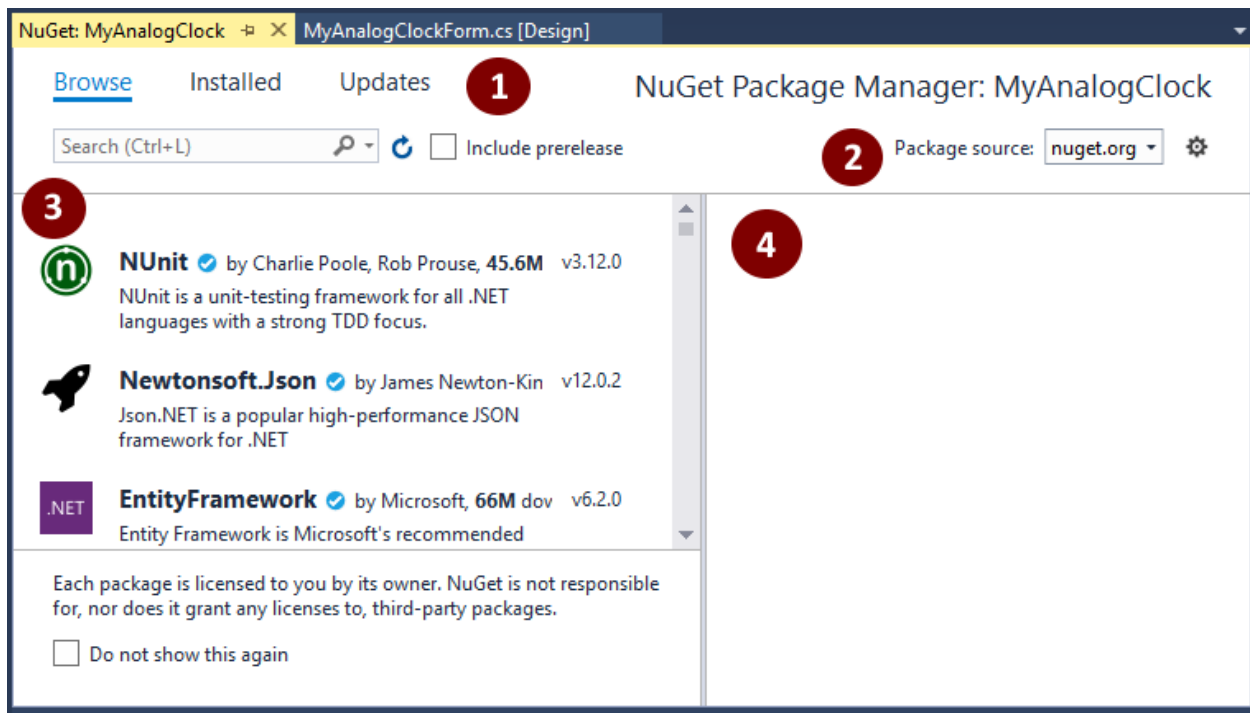 NuGet: MyAnalogClock MyAnalogClockForm.cs [Design]
Browse Installed Updates 1 NuGet Package Manager: MyAnalogClock
Search (Ctrl+L) Include prerelease 2 Package source: nuget.org
3
4
n
NUnit by Charlie Poole, Rob Prouse, 45.6M v3.12.0
NUnit is a unit-testing framework for all .NET
languages with a strong TDD focus.
Newtonsoft.Json by James Newton-Kin v12.0.2
Json.NET is a popular high-performance JSON
framework for .NET
.NET
EntityFramework by Microsoft, 66M dov v6.2.0
Entity Framework is Microsoft's recommended
Each package is licensed to you by its owner. NuGet is not responsible
for, nor does it grant any licenses to, third-party packages.
Do not show this again